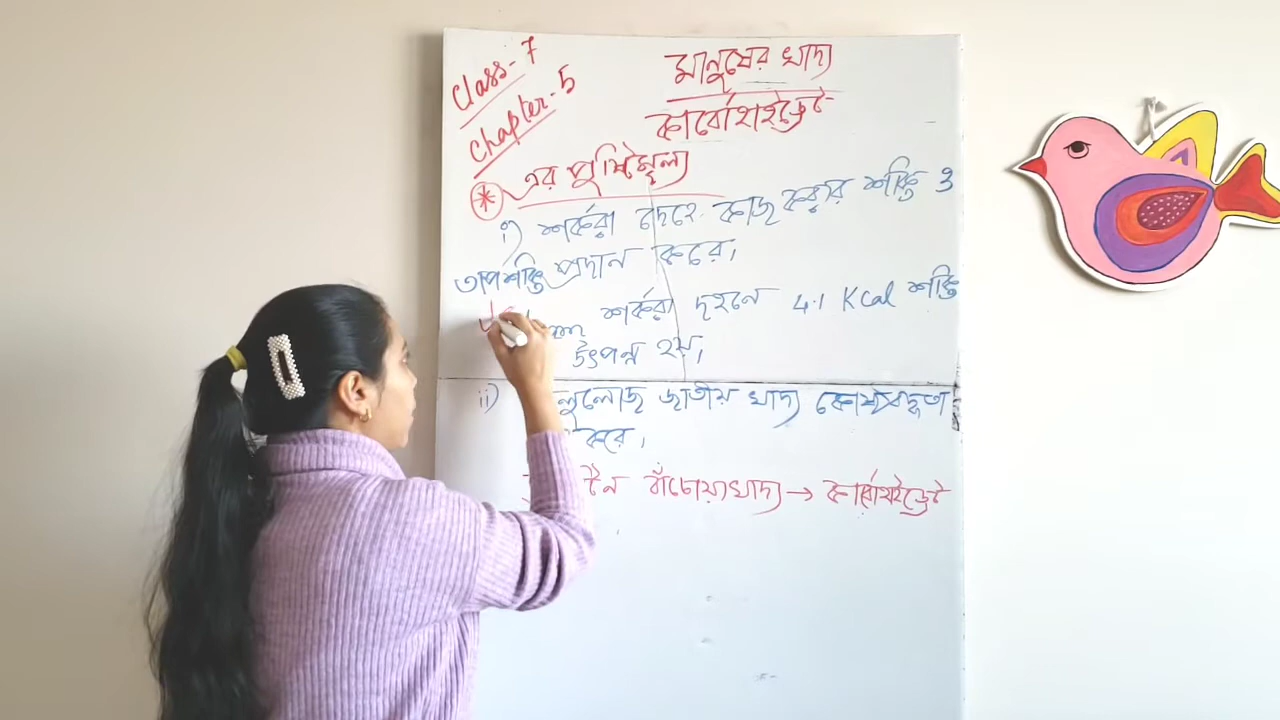 Class-7
Chapter-5
মানুষের খাদ্য
কার্বোহাইড্রেট
এর পুষ্টিমূল্য
i) শর্করা দেহে কাজ করার শক্তি ও
তাপশক্তি প্রদান করে।
শর্করা দহনে 4.1 Kcal শক্তি
উৎপন্ন হয়।
ii) লুলোজ জাতীয় খাদ্য কোষ্ঠবদ্ধতা
করে।
টন বাঁচোয়া খাদ্য → কার্বোহাইড্রেট